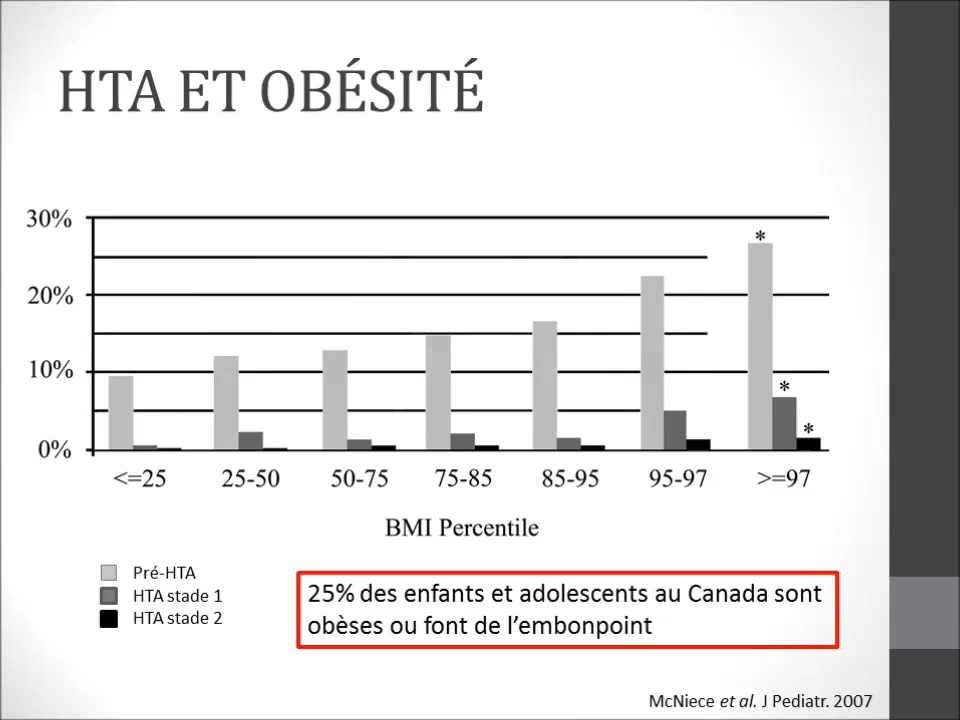 HTA ET OBÉSITÉ
30%
20%
10%
0%
*
*
*
<=25 25-50 50-75 75-85 85-95 95-97 >=97
BMI Percentile
Pré-HTA
HTA stade 1
HTA stade 2
25% des enfants et adolescents au Canada sont
obèses ou font de l’embonpoint
McNiece et al. J Pediatr. 2007